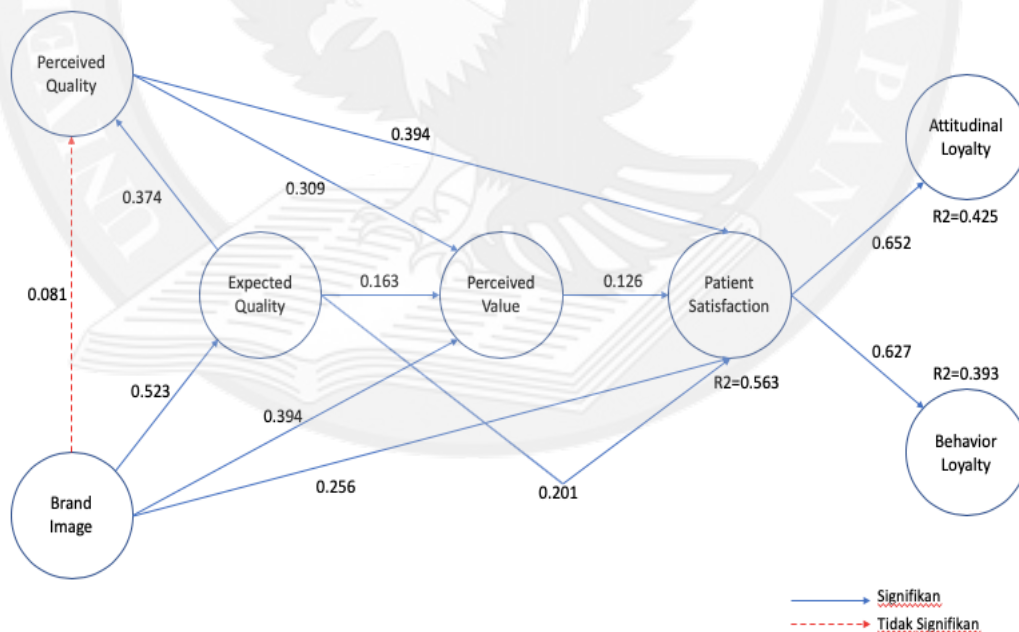 Perceived
Quality
0.394
Attitudinal
Loyalty
0.309
0.374
R2=0.425
0.652
0.081
Expected
Quality
0.163
Perceived
Value
0.126
Patient
Satisfaction
0.627
R2=0.393
R2=0.563
0.523
0.394
Behavior
Loyalty
0.256
0.201
Brand
Image
Signifikan
Tidak Signifikan